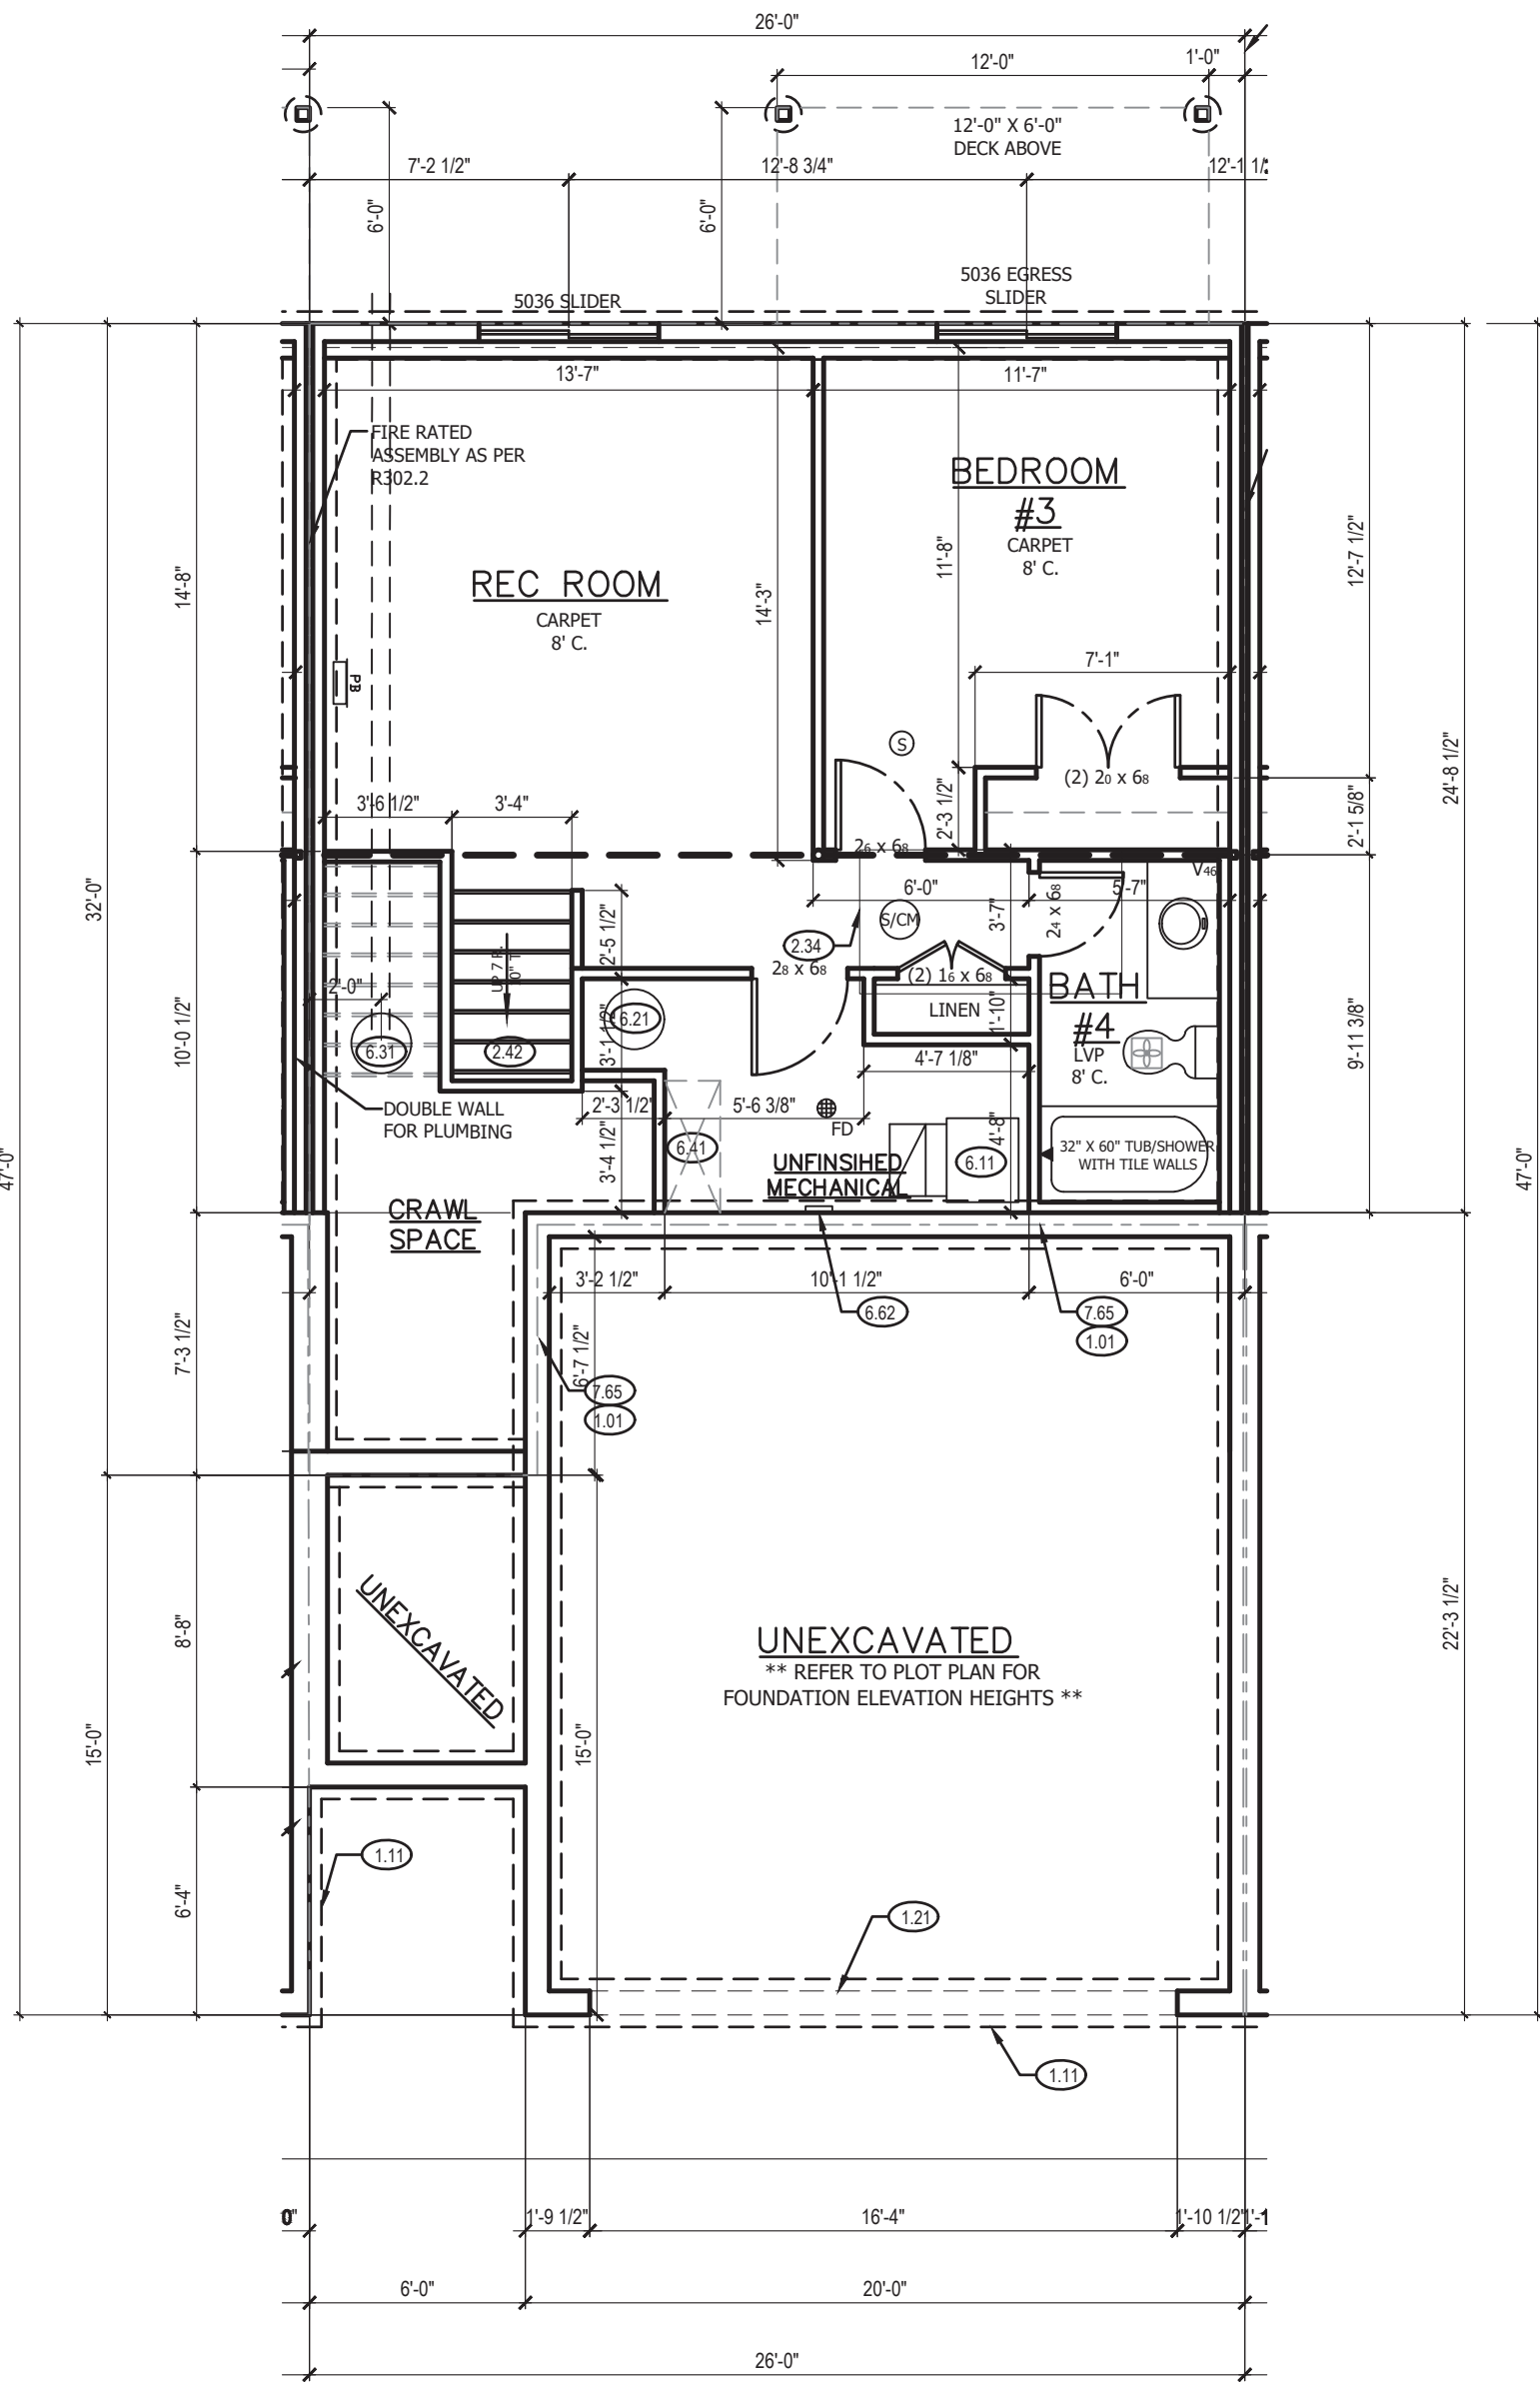 26'-0"
12'-0"
1'-0"
12'-0" X 6'-0"
DECK ABOVE
7'-2 1/2"
12'-8 3/4"
6'-0"
6'-0"
5036 SLIDER
5036 EGRESS
SLIDER
13'-7"
11'-7"
FIRE RATED
ASSEMBLY AS PER
R302.2
BEDROOM
#3
CARPET
8' C.
REC ROOM
CARPET
8' C.
14'-8"
14'-3"
11'-8"
12'-7 1/2"
7'-1"
PB
S
(2) 20 x 68
24'-8 1/2"
3'-6 1/2"
3'-4"
2'-3 1/2"
2'-1 5/8"
26 x 68
V46
32'-0"
6'-0"
5'-7"
2'-5 1/2"
S/CM
3'-7"
24 x 68
2.34
28 x 68
(2) 16 x 68
UP 7 R.
2'-0"
LINEN
BATH
#4
LVP
8' C.
6.21
10'-0 1/2"
3'-1 1/2"
1'-10"
9'-11 3/8"
6.31
2.42
4'-7 1/8"
DOUBLE WALL
FOR PLUMBING
2'-3 1/2"
5'-6 3/8"
FD
4'-8"
47'-0"
3'-4 1/2"
6.41
UNFINSIHED
MECHANICAL
6.11
32" X 60" TUB/SHOWER
WITH TILE WALLS
47'-0"
CRAWL
SPACE
3'-2 1/2"
10'-1 1/2"
6'-0"
6.62
7.65
1.01
7'-3 1/2"
6'-7 1/2"
7.65
1.01
UNEXCAVATED
8'-8"
UNEXCAVATED
** REFER TO PLOT PLAN FOR
FOUNDATION ELEVATION HEIGHTS **
22'-3 1/2"
15'-0"
15'-0"
6'-4"
1.11
1.21
1.11
1'-9 1/2"
16'-4"
1'-10 1/2"
6'-0"
20'-0"
26'-0"